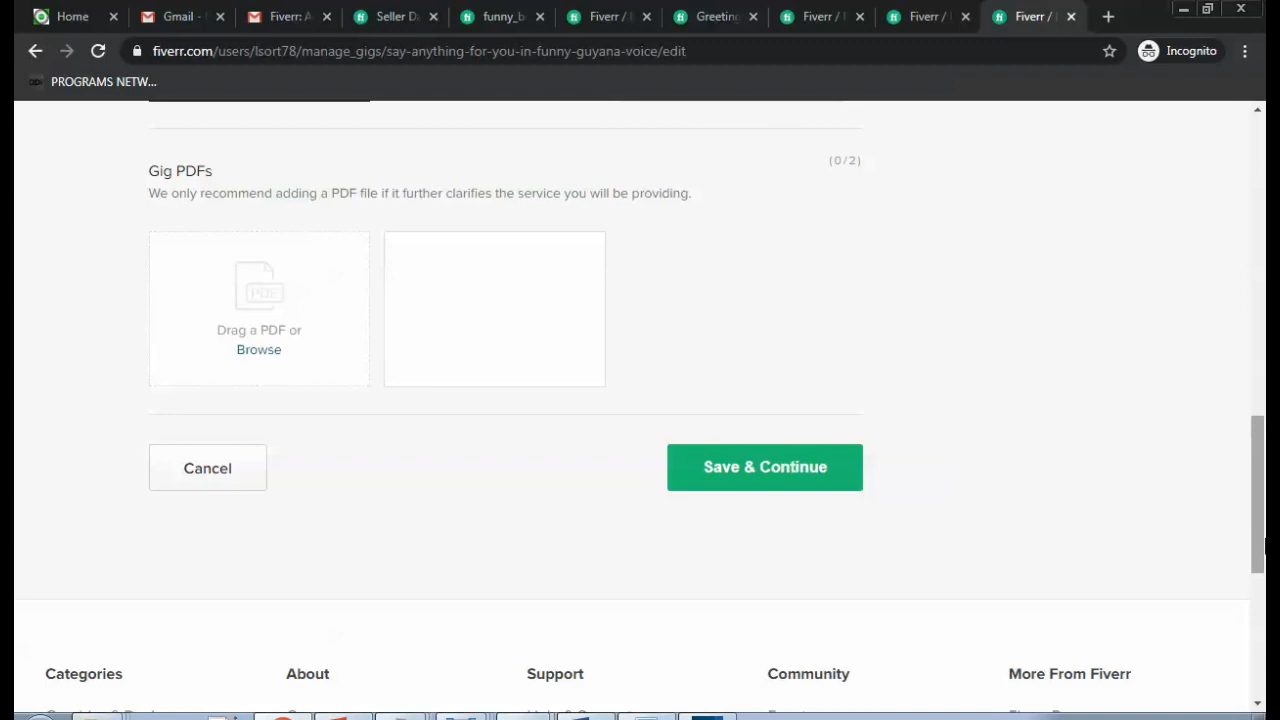 Home
Gmail -
Fiverr: A
Seller Da
funny_b
Fiverr /
Greeting
Fiverr /
Fiverr /
Fiverr /
fiverr.com/users/lsort78/manage_gigs/say-anything-for-you-in-funny-guyana-voice/edit
Incognito
PROGRAMS NETW...
Gig PDFs
(0/2)
We only recommend adding a PDF file if it further clarifies the service you will be providing.
PDF
Drag a PDF or
Browse
Cancel
Save & Continue
Categories
About
Support
Community
More From Fiverr